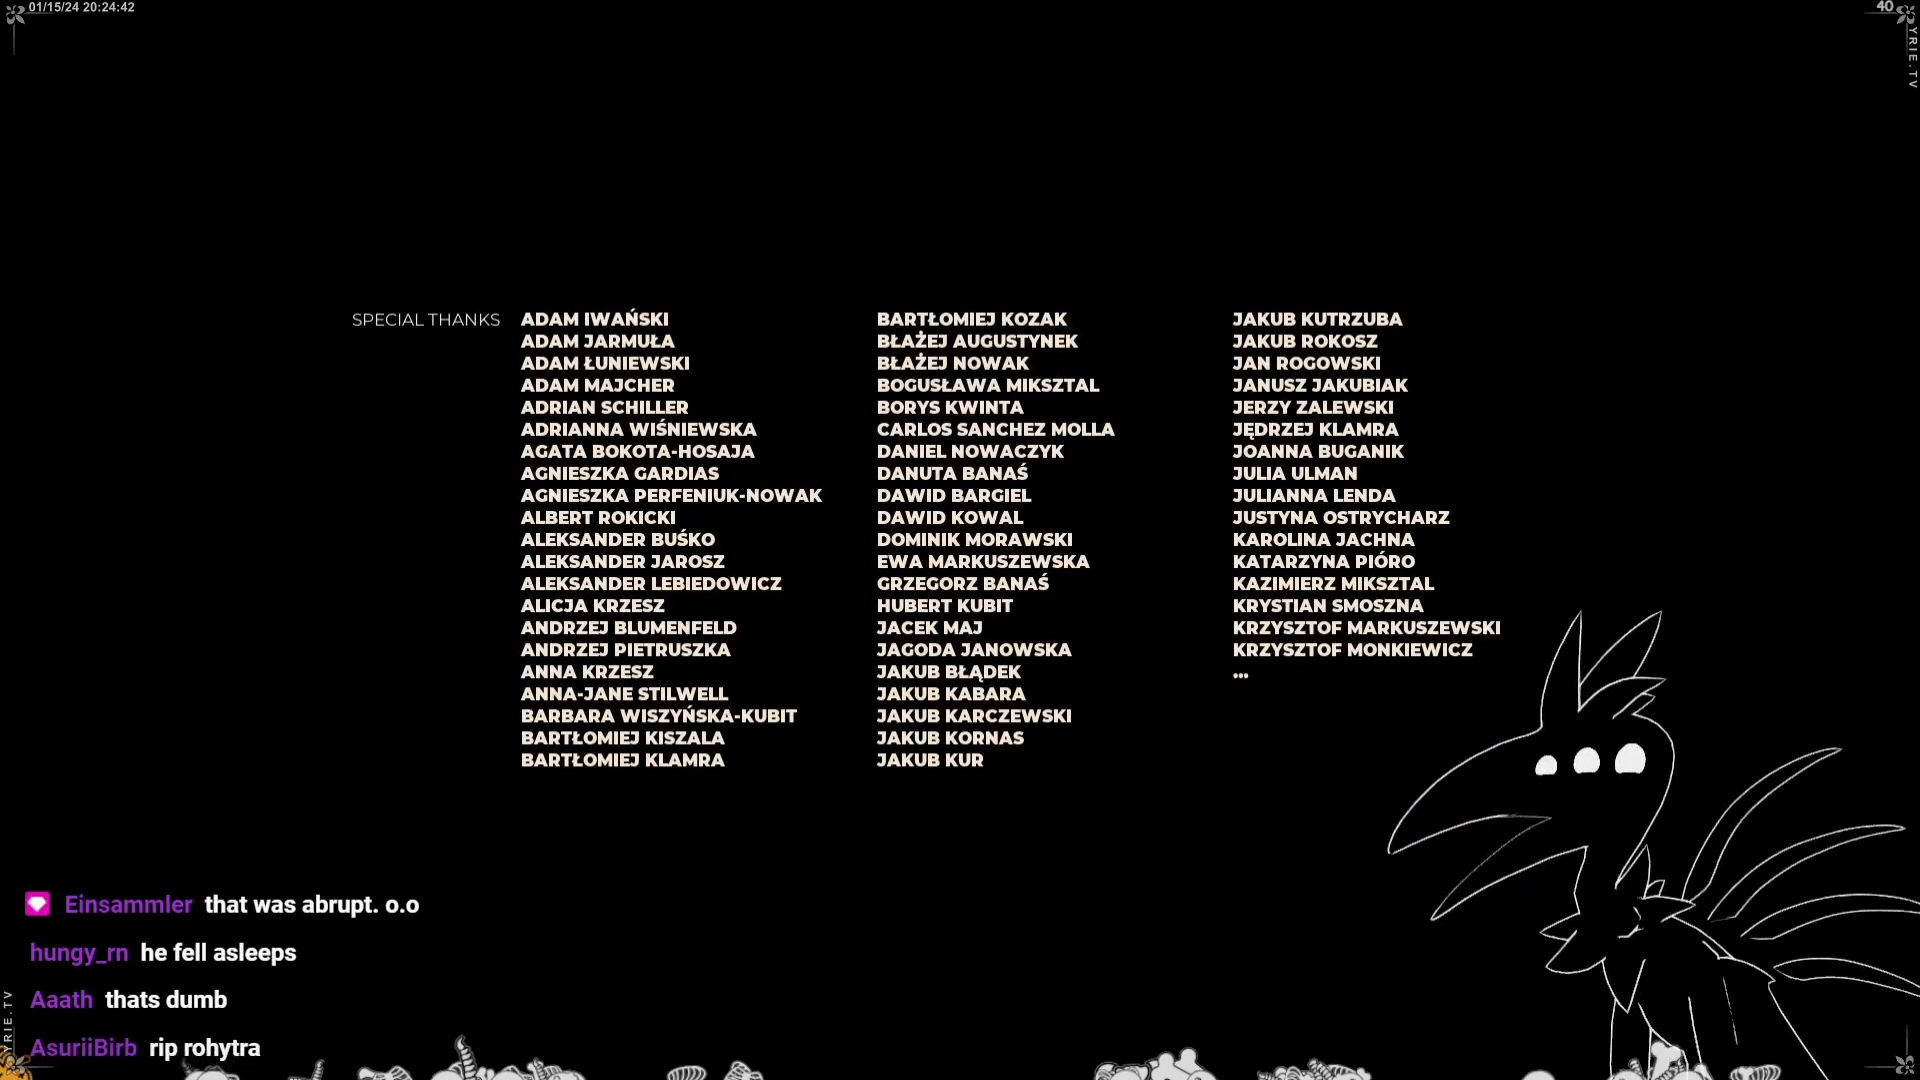 01/15/24 20:24:42
40
YRIE.TV
SPECIAL THANKS
ADAM IWAŃSKI
ADAM JARMUŁA
ADAM ŁUNIEWSKI
ADAM MAJCHER
ADRIAN SCHILLER
ADRIANNA WIŚNIEWSKA
AGATA BOKOTA-HOSAJA
AGNIESZKA GARDIAS
AGNIESZKA PERFENIUK-NOWAK
ALBERT ROKICKI
ALEKSANDER BUŚKO
ALEKSANDER JAROSZ
ALEKSANDER LEBIEDOWICZ
ALICJA KRZESZ
ANDRZEJ BLUMENFELD
ANDRZEJ PIETRUSZKA
ANNA KRZESZ
ANNA-JANE STILWELL
BARBARA WISZYŃSKA-KUBIT
BARTŁOMIEJ KISZALA
BARTŁOMIEJ KLAMRA
BARTŁOMIEJ KOZAK
BŁAŻEJ AUGUSTYNEK
BŁAŻEJ NOWAK
BOGUSŁAWA MIKSZTAL
BORYS KWINTA
CARLOS SANCHEZ MOLLA
DANIEL NOWACZYK
DANUTA BANAŚ
DAWID BARGIEL
DAWID KOWAL
DOMINIK MORAWSKI
EWA MARKUSZEWSKA
GRZEGORZ BANAŚ
HUBERT KUBIT
JACEK MAJ
JAGODA JANOWSKA
JAKUB BŁĄDEK
JAKUB KABARA
JAKUB KARCZEWSKI
JAKUB KORNAS
JAKUB KUR
JAKUB KUTRZUBA
JAKUB ROKOSZ
JAN ROGOWSKI
JANUSZ JAKUBIAK
JERZY ZALEWSKI
JĘDRZEJ KLAMRA
JOANNA BUGANIK
JULIA ULMAN
JULIANNA LENDA
JUSTYNA OSTRYCHARZ
KAROLINA JACHNA
KATARZYNA PIÓRO
KAZIMIERZ MIKSZTAL
KRYSTIAN SMOSZNA
KRZYSZTOF MARKUSZEWSKI
KRZYSZTOF MONKIEWICZ
...
Einsammler that was abrupt. o.o
hungy_rn he fell asleeps
Aaath thats dumb
AsuriiBirb rip rohytra
YRIE.TV